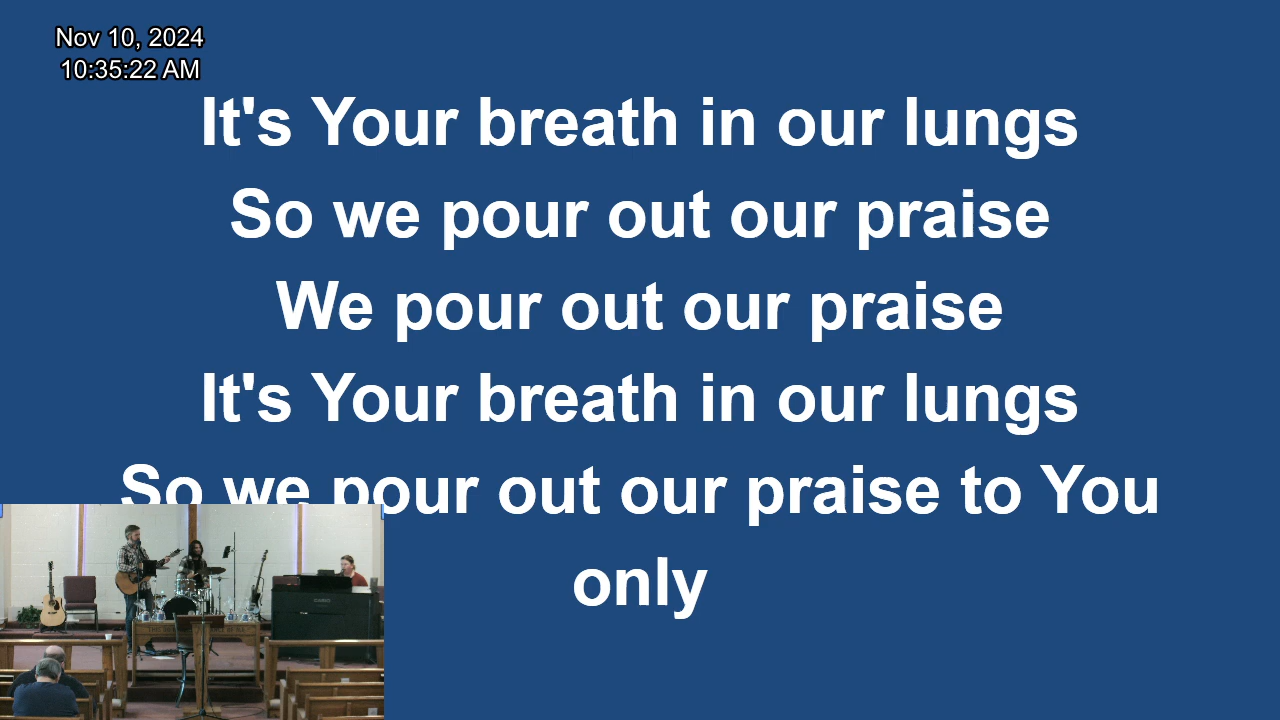 Nov 10, 2024
10:35:22 AM
It's Your breath in our lungs
So we pour out our praise
We pour out our praise
It's Your breath in our lungs
So we pour out our praise to You
only
CASIO